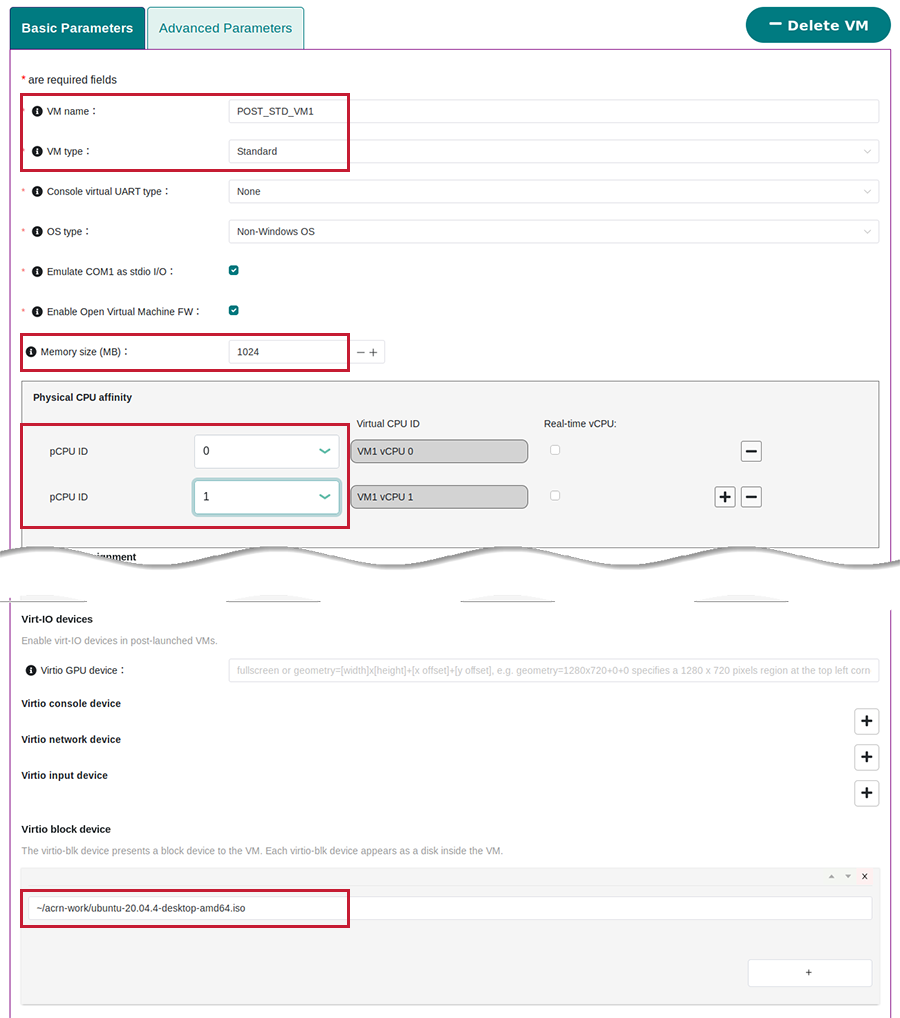 Basic Parameters
Advanced Parameters
Delete VM
* are required fields
* VM name :
POST_STD_VM1
* VM type :
Standard
* Console virtual UART type :
None
* OS type :
Non-Windows OS
* Emulate COM1 as stdio I/O :
* Enable Open Virtual Machine FW :
Memory size (MB) :
1024
Physical CPU affinity
Virtual CPU ID
Real-time vCPU:
pCPU ID
0
VM1 vCPU 0
pCPU ID
1
VM1 vCPU 1
Virt-IO devices
Enable virt-IO devices in post-launched VMs.
Virtio GPU device :
fullscreen or geometry=[width]x[height]+[x offset]+[y offset], e.g. geometry=1280x720+0+0 specifies a 1280 x 720 pixels region at the top left corn
Virtio console device
+
Virtio network device
+
Virtio input device
+
Virtio block device
The virtio-blk device presents a block device to the VM. Each virtio-blk device appears as a disk inside the VM.
x
~/acrn-work/ubuntu-20.04.4-desktop-amd64.iso
+